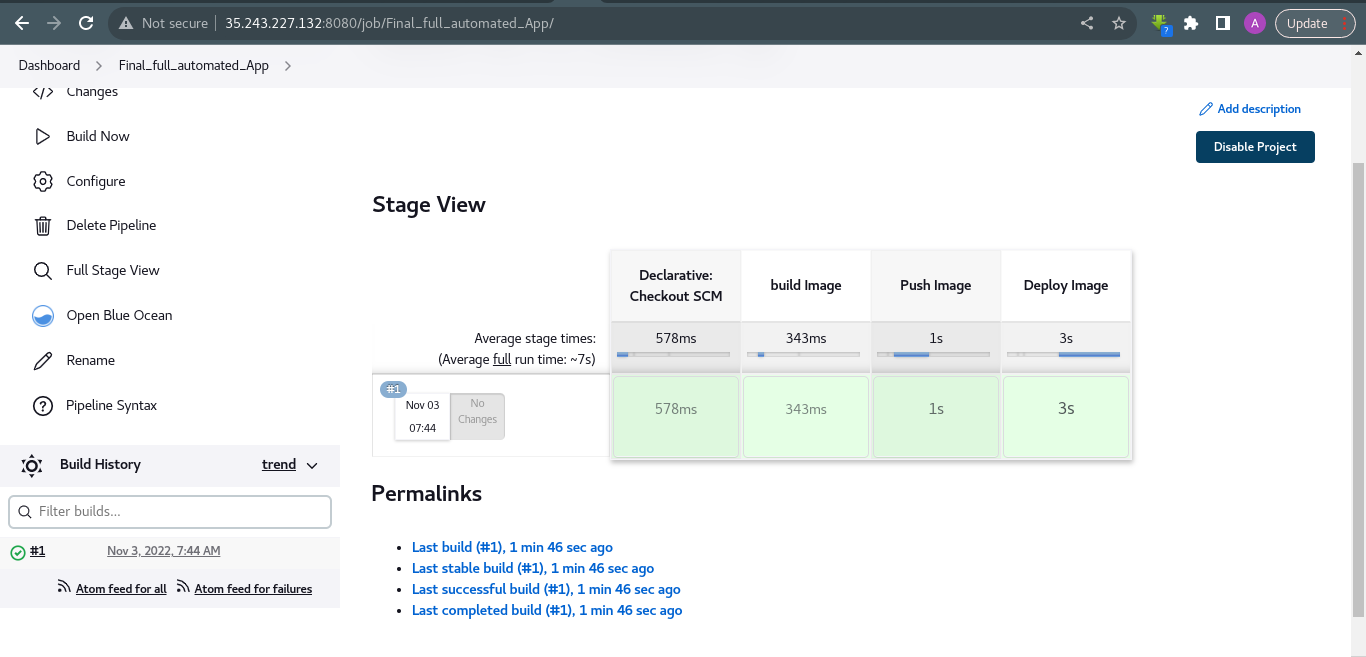 Not secure
35.243.227.132:8080/job/Final_full_automated_App/
?
A
Update
Dashboard
Final_full_automated_App
Changes
Build Now
Configure
Delete Pipeline
Full Stage View
Open Blue Ocean
Rename
Pipeline Syntax
Build History
trend
Filter builds...
#1
Nov 3, 2022, 7:44 AM
Atom feed for all
Atom feed for failures
Add description
Disable Project
Stage View
Declarative:
Checkout SCM
build Image
Push Image
Deploy Image
Average stage times:
(Average full run time: ~7s)
578ms
343ms
1s
3s
#1
Nov 03
07:44
No
Changes
578ms
343ms
1s
3s
Permalinks
Last build (#1), 1 min 46 sec ago
Last stable build (#1), 1 min 46 sec ago
Last successful build (#1), 1 min 46 sec ago
Last completed build (#1), 1 min 46 sec ago